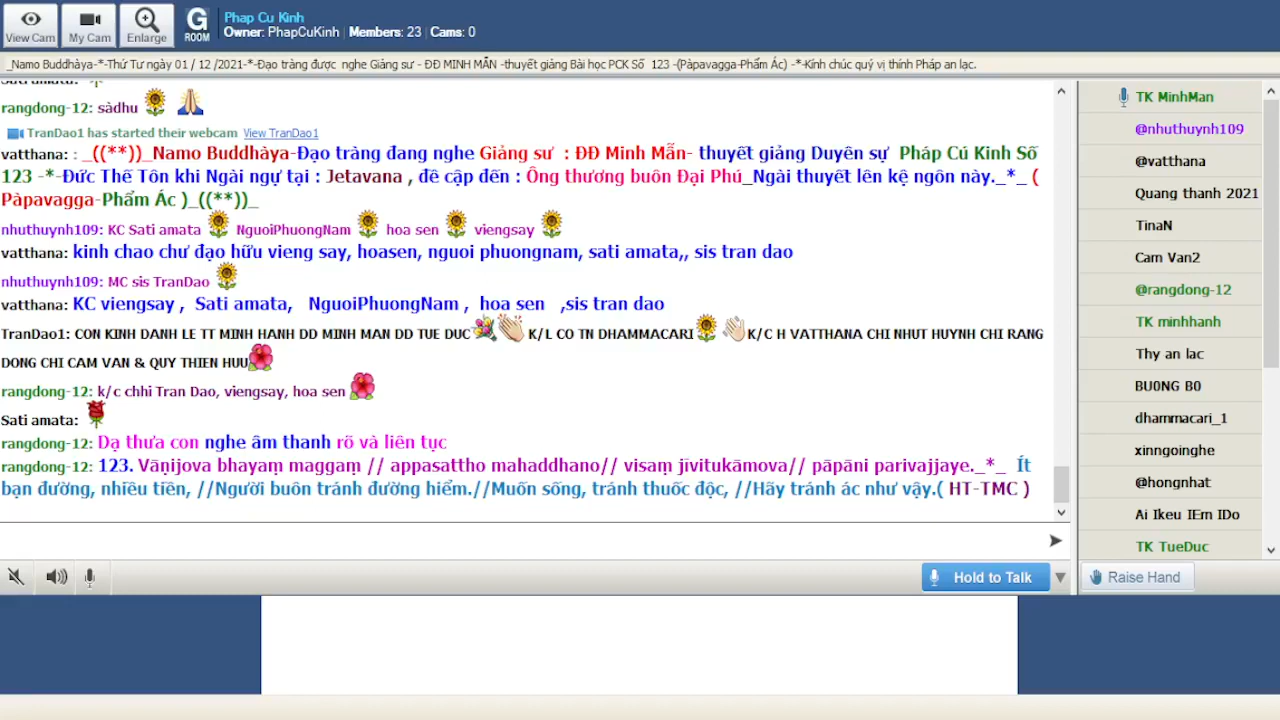 View Cam
My Cam
Enlarge
G ROOM
Phap Cu Kinh
Owner: PhapCuKinh | Members: 23 | Cams: 0
_Namo Buddhàya-*-Thứ Tư ngày 01 / 12 /2021-*-Đạo tràng được nghe Giảng sư - ĐĐ MINH MẪN -thuyết giảng Bài học PCK Số 123 -(Pàpavagga-Phẩm Ác) -*-Kính chúc quý vị thính Pháp an lạc.
rangdong-12: sàdhu
TranDao1 has started their webcam View TranDao1
vatthana: : _((**))_Namo Buddhàya-Đạo tràng đang nghe Giảng sư : ĐĐ Minh Mẫn- thuyết giảng Duyên sự Pháp Cú Kinh Số
123 -*-Đức Thế Tôn khi Ngài ngự tại : Jetavana , đề cập đến : Ông thương buôn Đại Phú_Ngài thuyết lên kệ ngôn này._*_ (
Pàpavagga-Phẩm Ác )_((**))_
nhuthuynh109: KC Sati amata NguoiPhuongNam hoa sen viengsay
vatthana: kinh chao chư đạo hữu vieng say, hoasen, nguoi phuongnam, sati amata,, sis tran dao
nhuthuynh109: MC sis TranDao
vatthana: KC viengsay , Sati amata, NguoiPhuongNam , hoa sen ,sis tran dao
TranDao1: CON KINH DANH LE TT MINH HANH DD MINH MAN DD TUE DUC K/L CO TN DHAMMACARI K/C H VATTHANA CHI NHUT HUYNH CHI RANG
DONG CHI CAM VAN & QUY THIEN HUU
rangdong-12: k/c chhi Tran Dao, viengsay, hoa sen
Sati amata:
rangdong-12: Dạ thưa con nghe âm thanh rõ và liên tục
rangdong-12: 123. Vāṇijova bhayaṃ maggaṃ // appasattho mahaddhano// visaṃ jīvitukāmova// pāpāni parivajjaye._*_ Ít
bạn đường, nhiều tiền, //Người buôn tránh đường hiểm.//Muốn sống, tránh thuốc độc, //Hãy tránh ác như vậy.( HT-TMC )
Hold to Talk
TK MinhMan
@nhuthuynh109
@vatthana
Quang thanh 2021
TinaN
Cam Van2
@rangdong-12
TK minhhanh
Thy an lac
BU0NG B0
dhammacari_1
xinngoinghe
@hongnhat
Ai Ikeu IEm IDo
TK TueDuc
Raise Hand